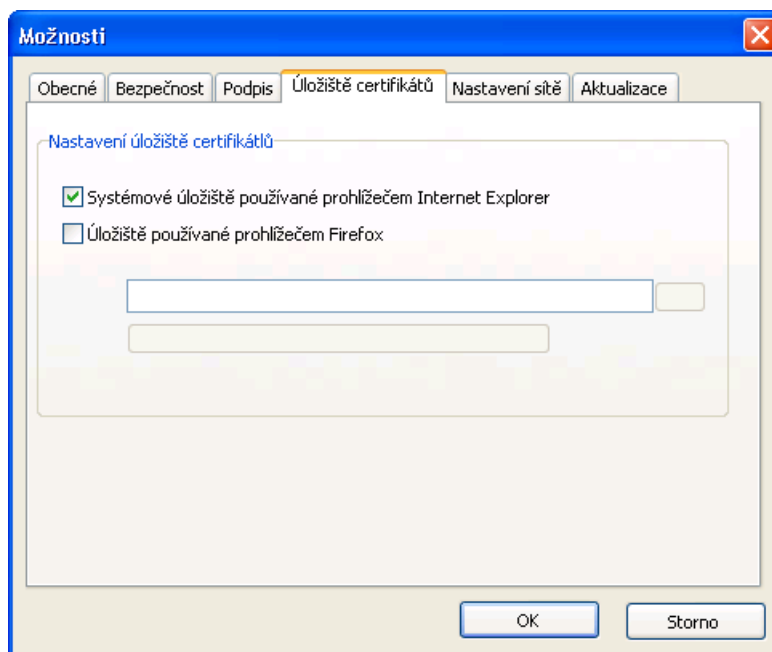 Možnosti
Obecné Bezpečnost Podpis Úložiště certifikátů Nastavení sítě Aktualizace
Nastavení úložiště certifikátlů
Systémové úložiště používané prohlížečem Internet Explorer
Úložiště používané prohlížečem Firefox
OK Storno